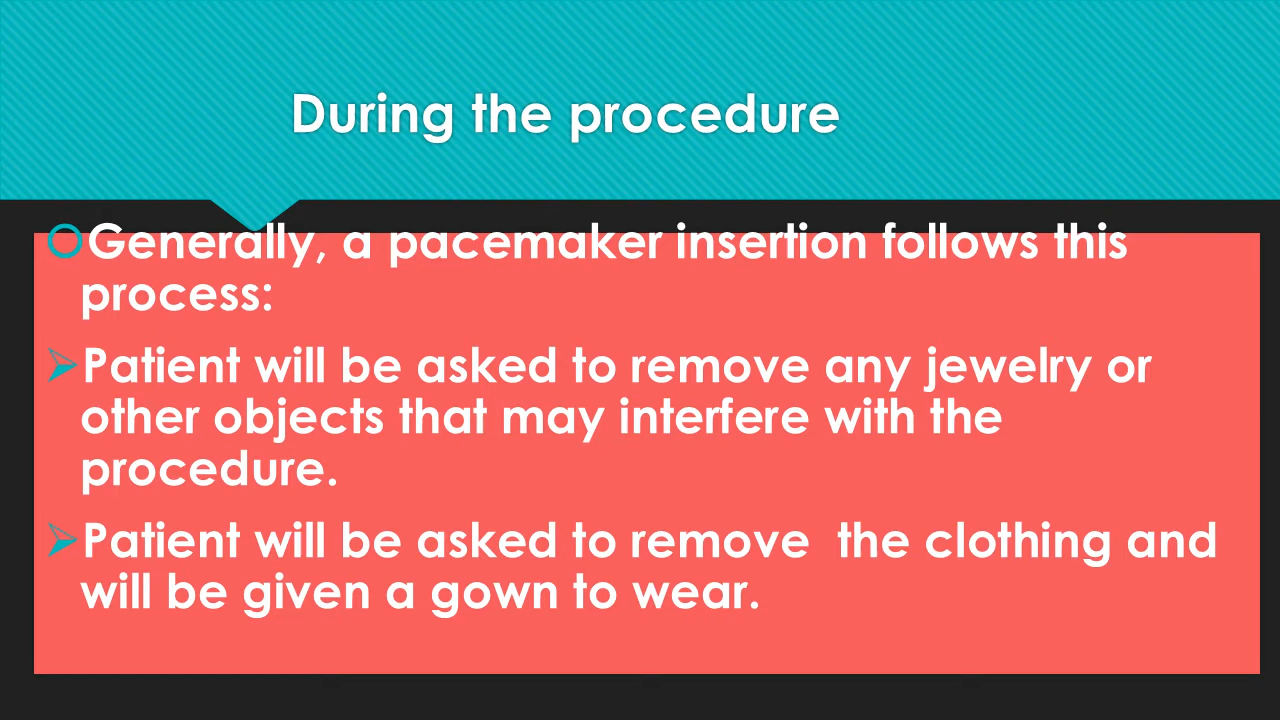 During the procedure
Generally, a pacemaker insertion follows this
process:
Patient will be asked to remove any jewelry or
other objects that may interfere with the
procedure.
Patient will be asked to remove  the clothing and
will be given a gown to wear.